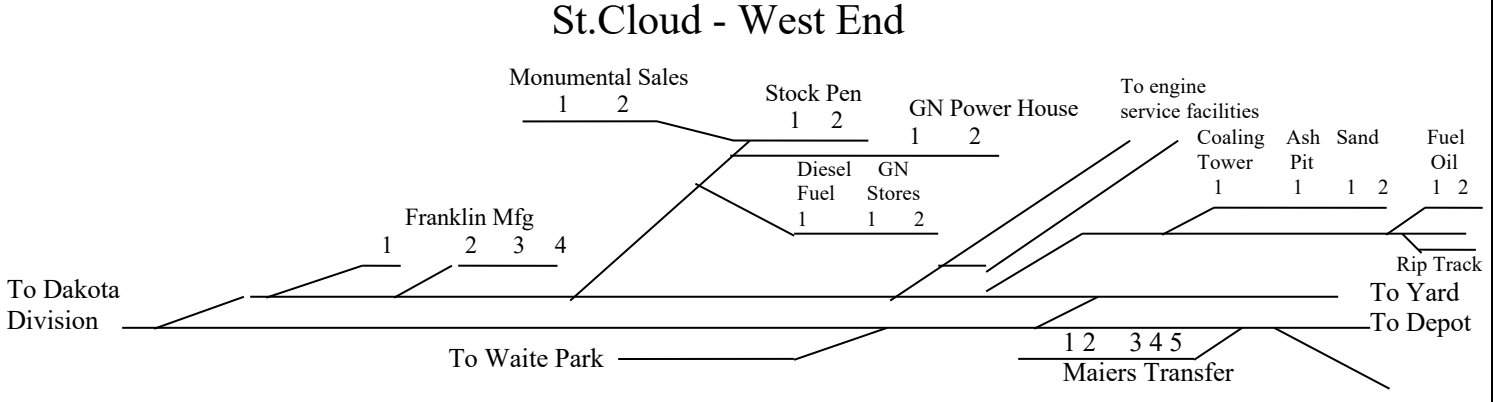 St.Cloud - West End
Monumental Sales
1 2
Stock Pen
1 2
GN Power House
1 2
To engine
service facilities
Coaling
Tower
1
Ash
Pit
1
Sand
1 2
Fuel
Oil
1 2
Diesel
Fuel
1
GN
Stores
1 2
Franklin Mfg
1 2 3 4
Rip Track
To Dakota
Division
To Yard
To Depot
To Waite Park
1 2 3 4 5
Maiers Transfer